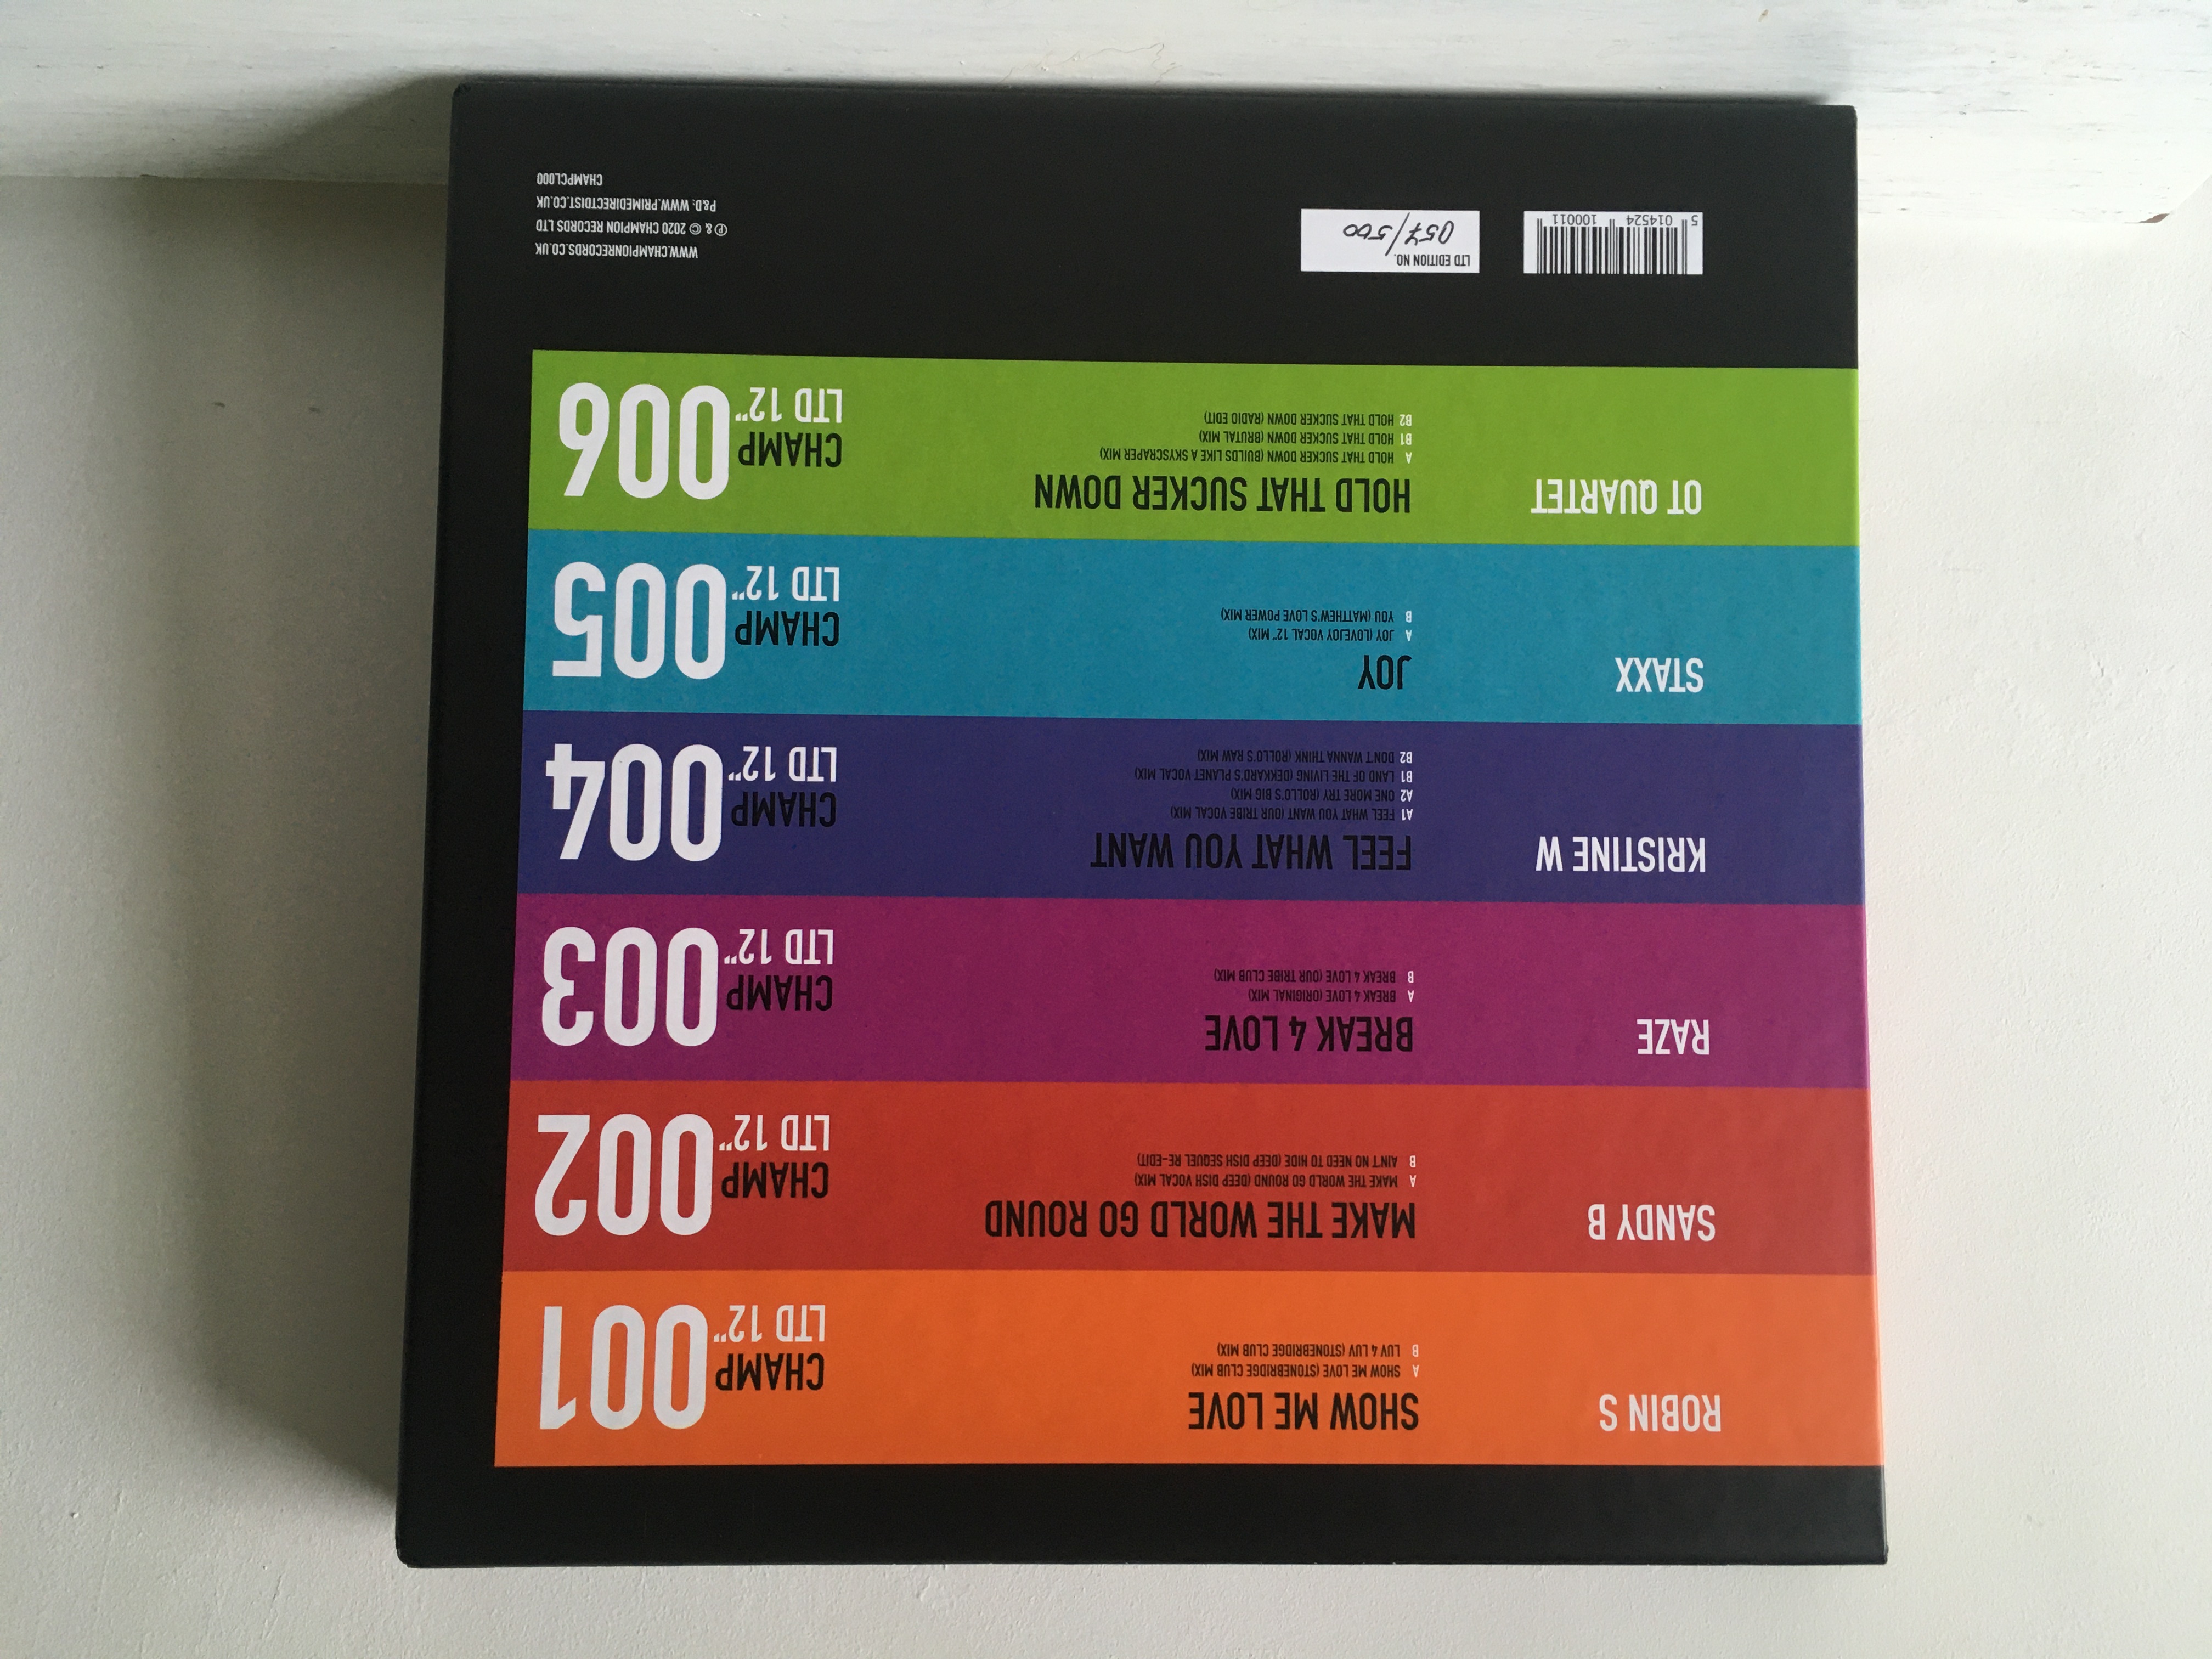 ROBIN S
SHOW ME LOVE
A SHOW ME LOVE (STONEBRIDGE CLUB MIX)
B LUV 4 LUV (STONEBRIDGE CLUB MIX)
CHAMP
LTD 12"
001
SANDY B
MAKE THE WORLD GO ROUND
A MAKE THE WORLD GO ROUND (DEEP DISH VOCAL MIX)
B AIN'T NO NEED TO HIDE (DEEP DISH SEQUEL RE-EDIT)
CHAMP
LTD 12"
002
RAZE
BREAK 4 LOVE
A BREAK 4 LOVE (ORIGINAL MIX)
B BREAK 4 LOVE (OUR TRIBE CLUB MIX)
CHAMP
LTD 12"
003
KRISTINE W
FEEL WHAT YOU WANT
A1 FEEL WHAT YOU WANT (OUR TRIBE VOCAL MIX)
A2 ONE MORE TRY (ROLLO'S BIG MIX)
B1 LAND OF THE LIVING (DEKKARD'S PLANET VOCAL MIX)
B2 DON'T WANNA THINK (ROLLO'S RAW MIX)
CHAMP
LTD 12"
004
STAXX
JOY
A JOY (LOVEJOY VOCAL 12" MIX)
B YOU (MATTHEW'S LOVE POWER MIX)
CHAMP
LTD 12"
005
OT QUARTET
HOLD THAT SUCKER DOWN
A HOLD THAT SUCKER DOWN (BUILDS LIKE A SKYSCRAPER MIX)
B1 HOLD THAT SUCKER DOWN (BRUTAL MIX)
B2 HOLD THAT SUCKER DOWN (RADIO EDIT)
CHAMP
LTD 12"
006
5 014524 100011
LTD EDITION NO.
057/500
WWW.CHAMPIONRECORDS.CO.UK
℗ & © 2020 CHAMPION RECORDS LTD
P&D: WWW.PRIMEDIRECTDIST.CO.UK
CHAMPCL000